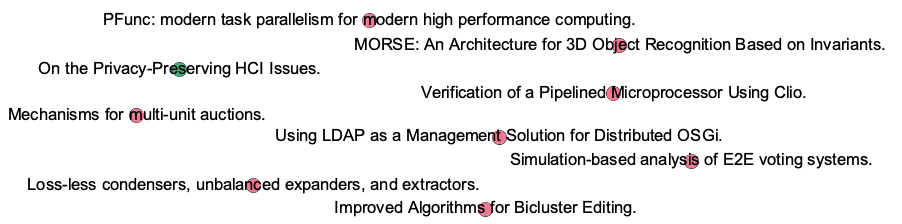 PFunc: modern task parallelism for modern high performance computing.
MORSE: An Architecture for 3D Object Recognition Based on Invariants.
On the Privacy-Preserving HCI Issues.
Verification of a Pipelined Microprocessor Using Clio.
Mechanisms for multi-unit auctions.
Using LDAP as a Management Solution for Distributed OSGi.
Simulation-based analysis of E2E voting systems.
Loss-less condensers, unbalanced expanders, and extractors.
Improved Algorithms for Bicluster Editing.